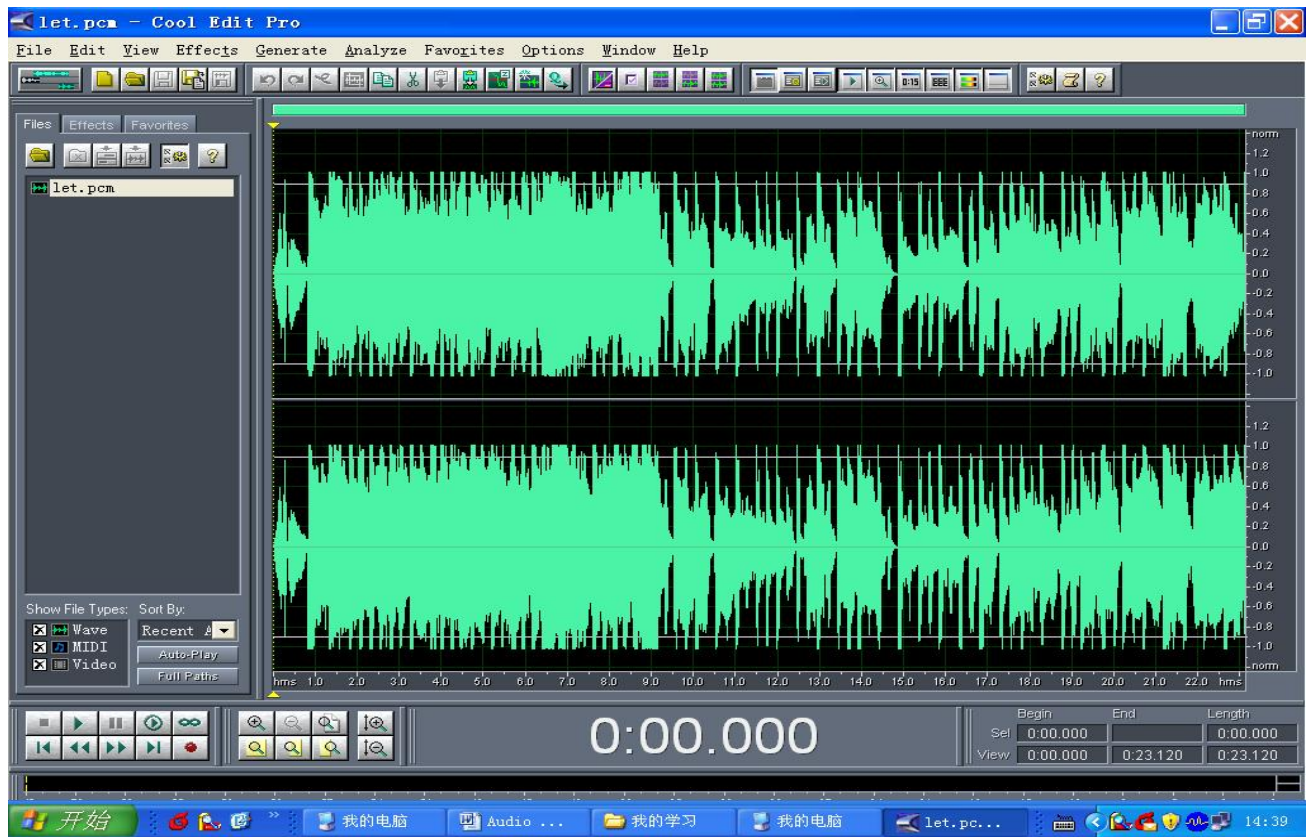 let.pcm - Cool Edit Pro
File Edit View Effects Generate Analyze Favorites Options Window Help
0:15
Files Effects Favorites
let.pcm
norm
1.2
1.0
0.8
0.6
0.4
0.2
0.0
-0.2
-0.4
-0.6
-0.8
-1.0
1.2
1.0
0.8
0.6
0.4
0.2
0.0
-0.2
-0.4
-0.6
-0.8
-1.0
norm
hms 1.0 2.0 3.0 4.0 5.0 6.0 7.0 8.0 9.0 10.0 11.0 12.0 13.0 14.0 15.0 16.0 17.0 18.0 19.0 20.0 21.0 22.0 hms
Show File Types: Sort By:
Wave Recent A
MIDI Auto-Play
Video Full Paths
0:00.000
Begin End Length
Sel 0:00.000 0:00.000
View 0:00.000 0:23.120 0:23.120
开始 我的电脑 Audio ... 我的学习 我的电脑 let.pc... 14:39